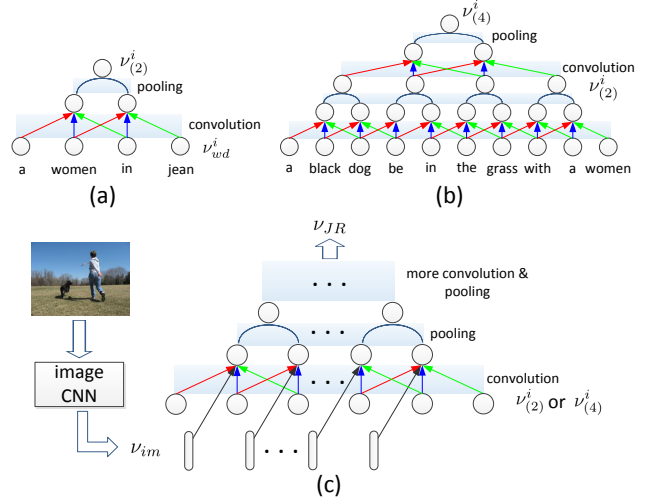 ν^i_(2)
pooling
convolution
ν^i_wd
a women in jean
(a)
ν^i_(4)
pooling
convolution
ν^i_(2)
a black dog be in the grass with a women
(b)
ν_JR
more convolution &
pooling
. . .
. . .
pooling
image
CNN
. . .
convolution
ν^i_(2) or ν^i_(4)
ν_im
. . .
(c)